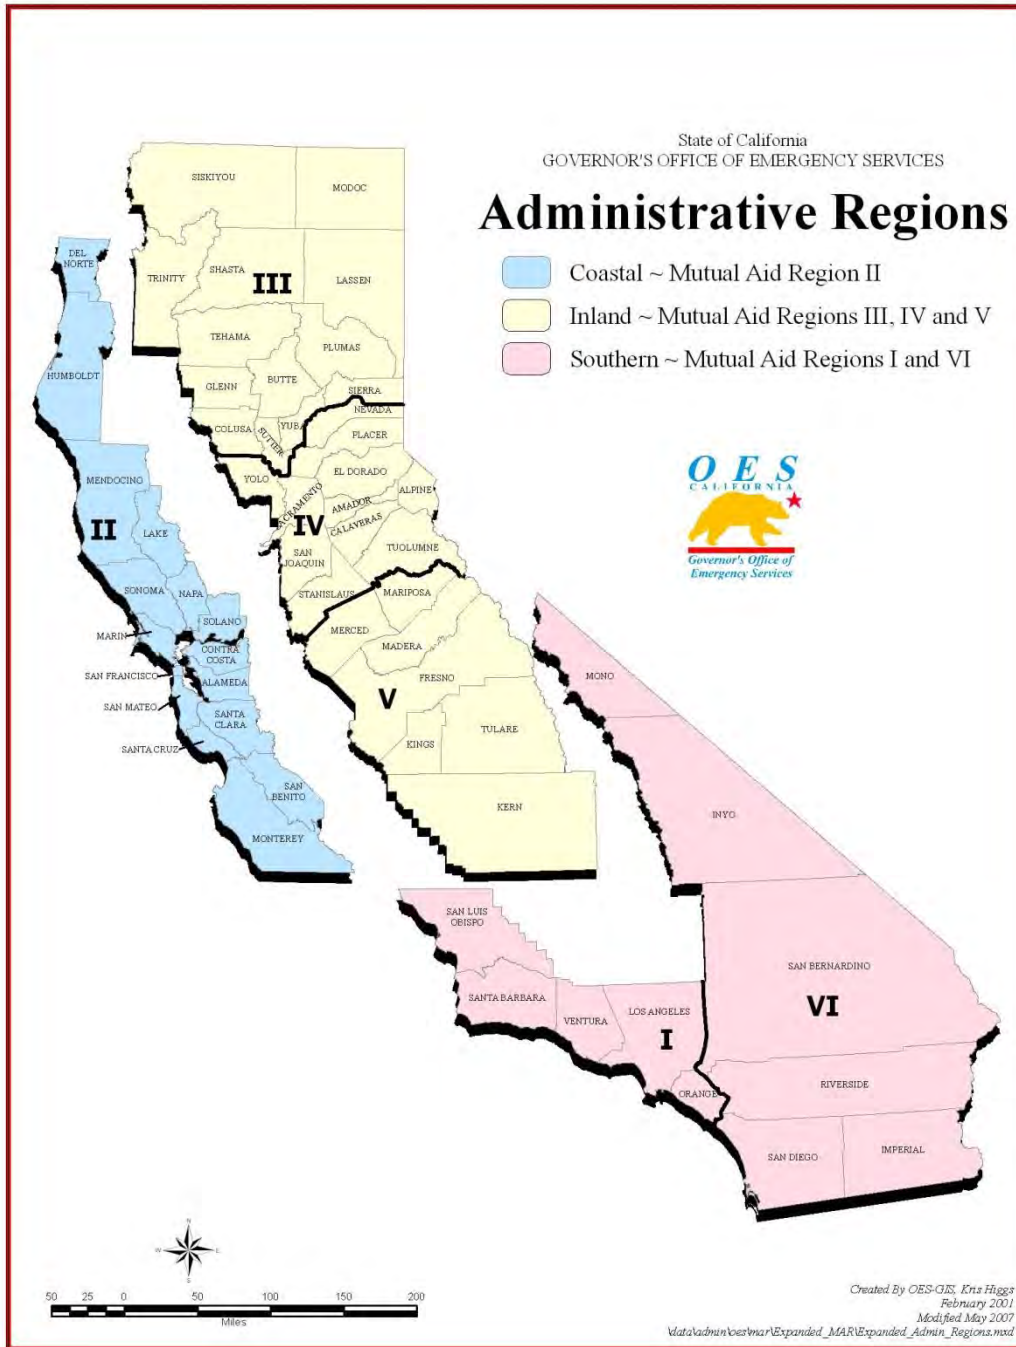 State of California
GOVERNOR'S OFFICE OF EMERGENCY SERVICES
Administrative Regions
Coastal ~ Mutual Aid Region II
Inland ~ Mutual Aid Regions III, IV and V
Southern ~ Mutual Aid Regions I and VI
OES
CALIFORNIA
Governor's Office of
Emergency Services
SISKIYOU
MODOC
TRINITY
SHASTA
III
LASSEN
TEHAMA
PLUMAS
GLENN
BUTTE
SIERRA
COLUSA
SUTTER
YUBA
NEVADA
PLACER
YOLO
EL DORADO
SACRAMENTO
AMADOR
ALPINE
IV
CALAVERAS
SAN
JOAQUIN
TUOLUMNE
STANISLAUS
MARIPOSA
MERCED
MADERA
FRESNO
V
KINGS
TULARE
KERN
DEL
NORTE
HUMBOLDT
MENDOCINO
II
LAKE
SONOMA
NAPA
SOLANO
MARIN
CONTRA
COSTA
SAN FRANCISCO
ALAMEDA
SAN MATEO
SANTA
CLARA
SANTA CRUZ
SAN
BENITO
MONTEREY
MONO
INYO
SAN LUIS
OBISPO
SANTA BARBARA
VENTURA
LOS ANGELES
I
ORANGE
SAN BERNARDINO
VI
RIVERSIDE
SAN DIEGO
IMPERIAL
N
W E
S
50 25 0 50 100 150 200
Miles
Created By OES-GIS, Kris Higgs
February 2001
Modified May 2007
\data\admin\oes\mar\Expanded_MAR\Expanded_Admin_Regions.mxd